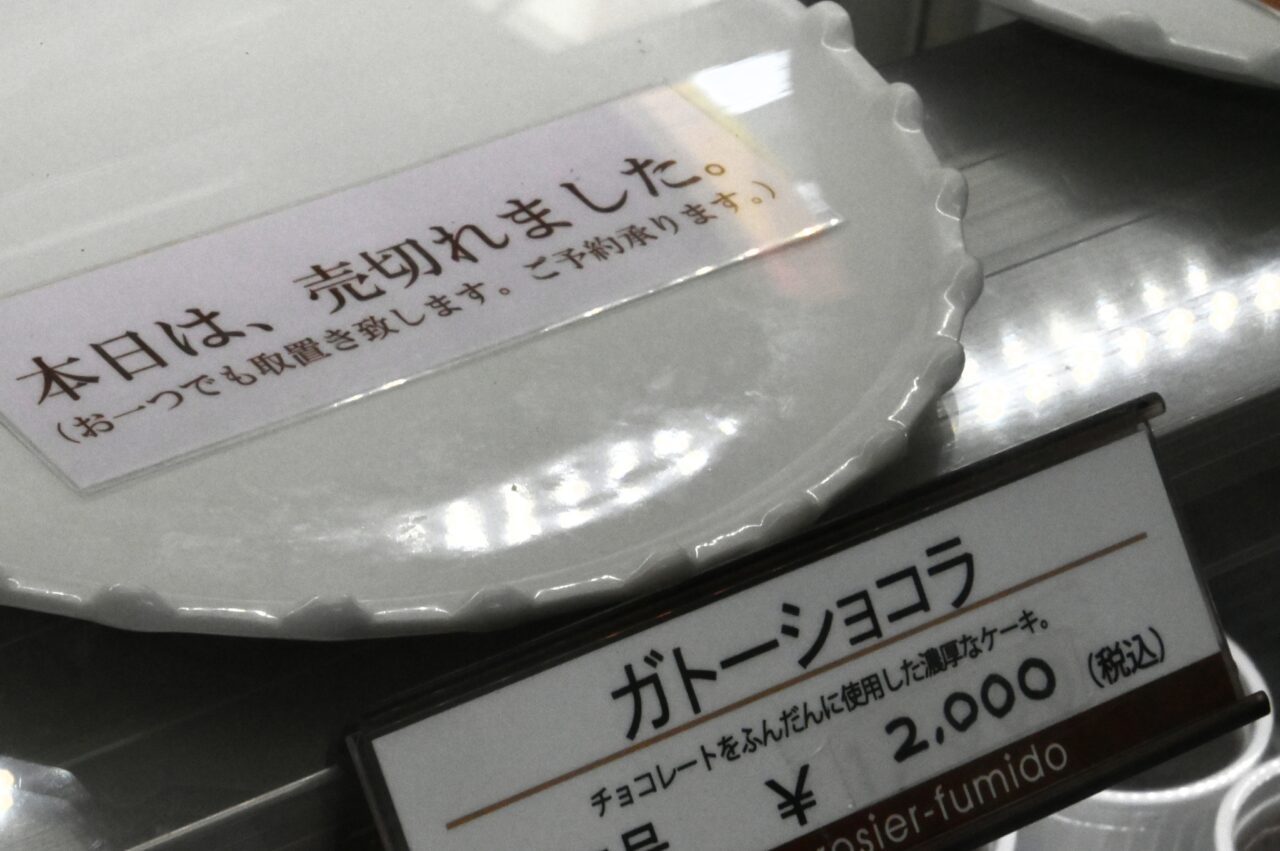 本日は、売切れました。
(お一つでも取置き致します。ご予約承ります。)
ガトーショコラ
チョコレートをふんだんに使用した濃厚なケーキ。
号 ¥ 2,000 (税込)
rosier-fumido